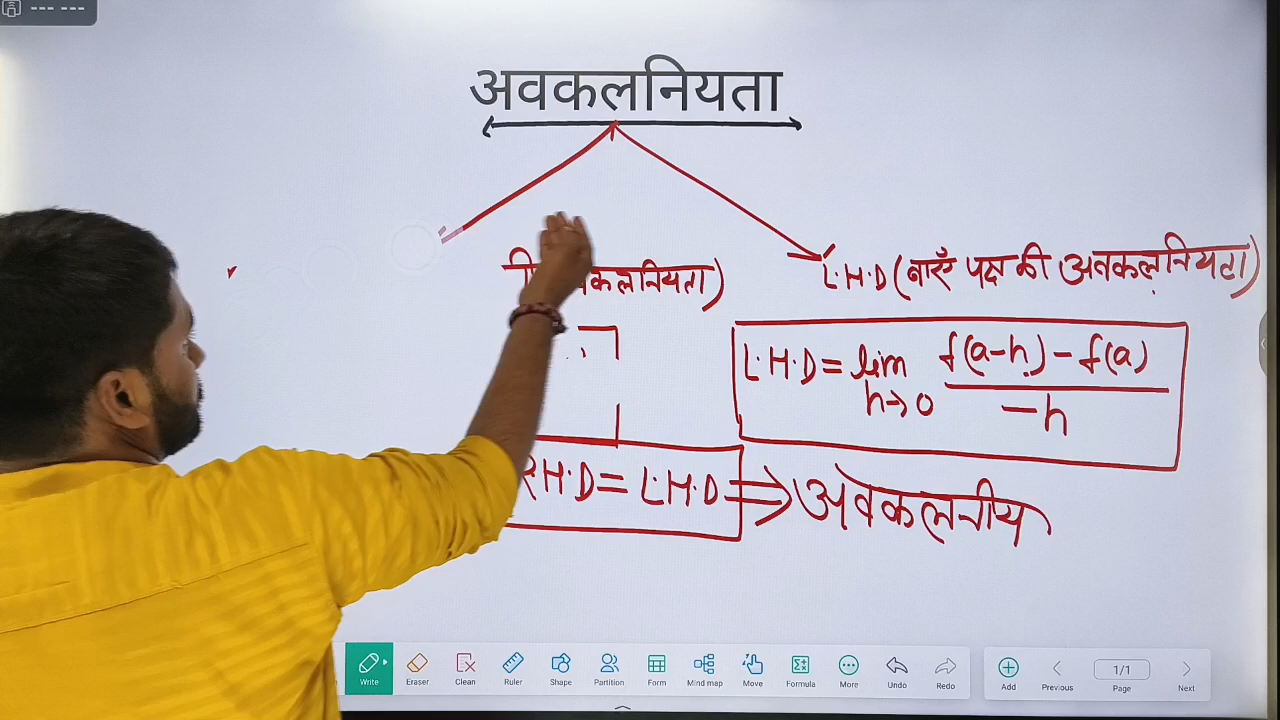 अवकलनियता
कलनियता) L.H.D (बाएँ पक्ष की अवकलनियता)
L.H.D = lim f(a-h) - f(a)
h→0 -h
RH.D = L.H.D ⇒ अवकलनीय
Write Eraser Clean Ruler Shape Partition Form Mind map Move Formula More Undo Redo Add Previous 1/1 Page Next